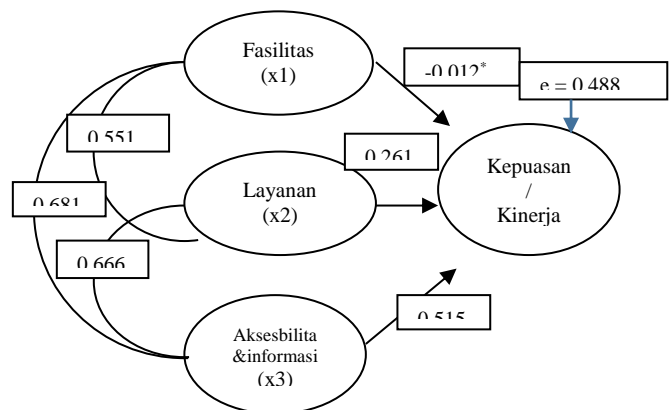 Fasilitas
(x1)
-0.012*
e = 0.488
0.551
0.261
Kepuasan
/
Kinerja
Layanan
(x2)
0.681
0.666
Aksesbilita
&informasi
(x3)
0.515